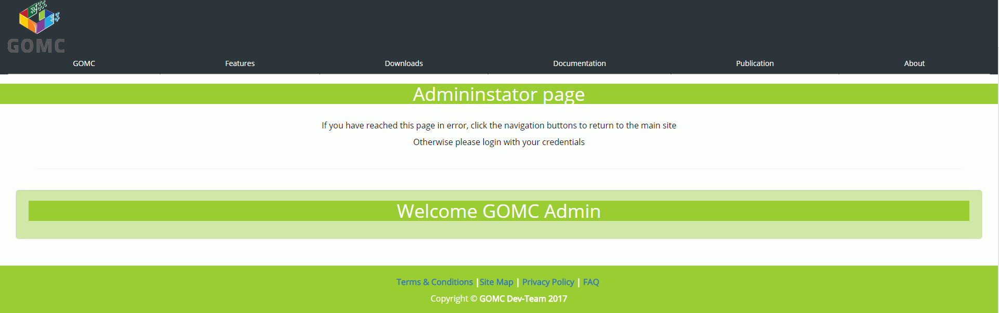 GOMC
GOMC Features Downloads Documentation Publication About
Admininstator page
If you have reached this page in error, click the navigation buttons to return to the main site
Otherwise please login with your credentials
Welcome GOMC Admin
Terms & Conditions |Site Map | Privacy Policy | FAQ
Copyright © GOMC Dev-Team 2017